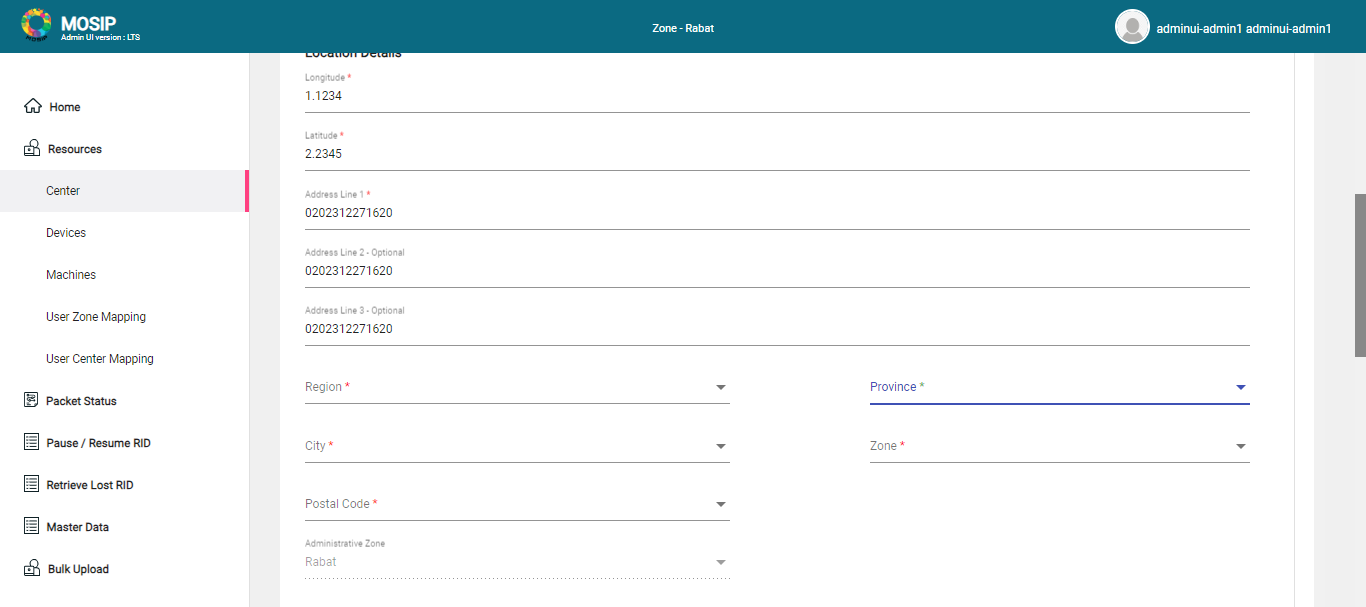 MOSIP
Admin UI version : LTS
Zone - Rabat
adminui-admin1 adminui-admin1
Home
Resources
Center
Devices
Machines
User Zone Mapping
User Center Mapping
Packet Status
Pause / Resume RID
Retrieve Lost RID
Master Data
Bulk Upload
Location Details
Longitude *
1.1234
Latitude *
2.2345
Address Line 1 *
0202312271620
Address Line 2 - Optional
0202312271620
Address Line 3 - Optional
0202312271620
Region *
Province *
City *
Zone *
Postal Code *
Administrative Zone
Rabat